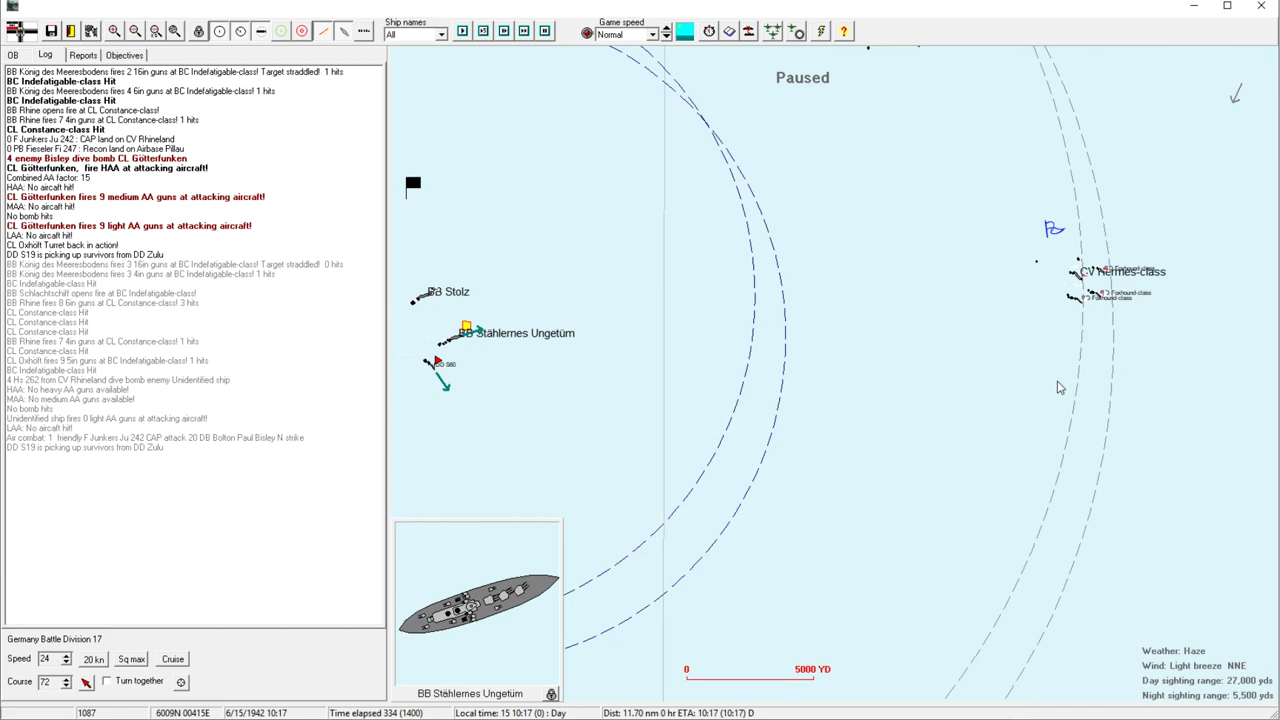 Ship names
All
Game speed
Normal
OB
Log
Reports
Objectives
BB König des Meeresbodens fires 2 16in guns at BC Indefatigable-class! Target straddled! 1 hits
BC Indefatigable-class Hit
BB König des Meeresbodens fires 4 6in guns at BC Indefatigable-class! 1 hits
BC Indefatigable-class Hit
BB Rhine opens fire at CL Constance-class!
BB Rhine fires 7 4in guns at CL Constance-class! 1 hits
CL Constance-class Hit
0 F Junkers Ju 242 : CAP land on CV Rhineland
0 PB Fieseler Fi 247 : Recon land on Airbase Pillau
4 enemy Bisley dive bomb CL Götterfunken
CL Götterfunken, fire HAA at attacking aircraft!
Combined AA factor: 15
HAA: No aircaft hit!
CL Götterfunken fires 9 medium AA guns at attacking aircraft!
MAA: No aircaft hit!
No bomb hits
CL Götterfunken fires 9 light AA guns at attacking aircraft!
LAA: No aircaft hit!
CL Oxhöft Turret back in action!
DD S19 is picking up survivors from DD Zulu
BB König des Meeresbodens fires 3 16in guns at BC Indefatigable-class! Target straddled! 0 hits
BB König des Meeresbodens fires 3 4in guns at BC Indefatigable-class! 1 hits
BC Indefatigable-class Hit
BB Schlachtschiff opens fire at BC Indefatigable-class!
BB Rhine fires 8 6in guns at CL Constance-class! 3 hits
CL Constance-class Hit
CL Constance-class Hit
CL Constance-class Hit
BB Rhine fires 7 4in guns at CL Constance-class! 1 hits
CL Constance-class Hit
CL Oxhöft fires 9 5in guns at BC Indefatigable-class! 1 hits
BC Indefatigable-class Hit
4 Hs 262 from CV Rhineland dive bomb enemy Unidentified ship
HAA: No heavy AA guns available!
MAA: No medium AA guns available!
No bomb hits
Unidentified ship fires 0 light AA guns at attacking aircraft!
LAA: No aircaft hit!
Air combat: 1 friendly F Junkers Ju 242 CAP attack 20 DB Bolton Paul Bisley N strike
DD S19 is picking up survivors from DD Zulu
Paused
CV Hermes-class
Foxhound-class
Foxhound-class
Foxhound-class
BB Stolz
BB Stählernes Ungetüm
BB Stählernes Ungetüm
0
5000 YD
Weather: Haze
Wind: Light breeze NNE
Day sighting range: 27,000 yds
Night sighting range: 5,500 yds
Germany Battle Division 17
Speed
24
20 kn
Sq max
Cruise
Course
72
Turn together
1087
6009N 00415E
6/15/1942 10:17
Time elapsed 334 (1400)
Local time: 15 10:17 (0) : Day
Dist: 11.70 nm 0 hr ETA: 10:17 (10:17) D